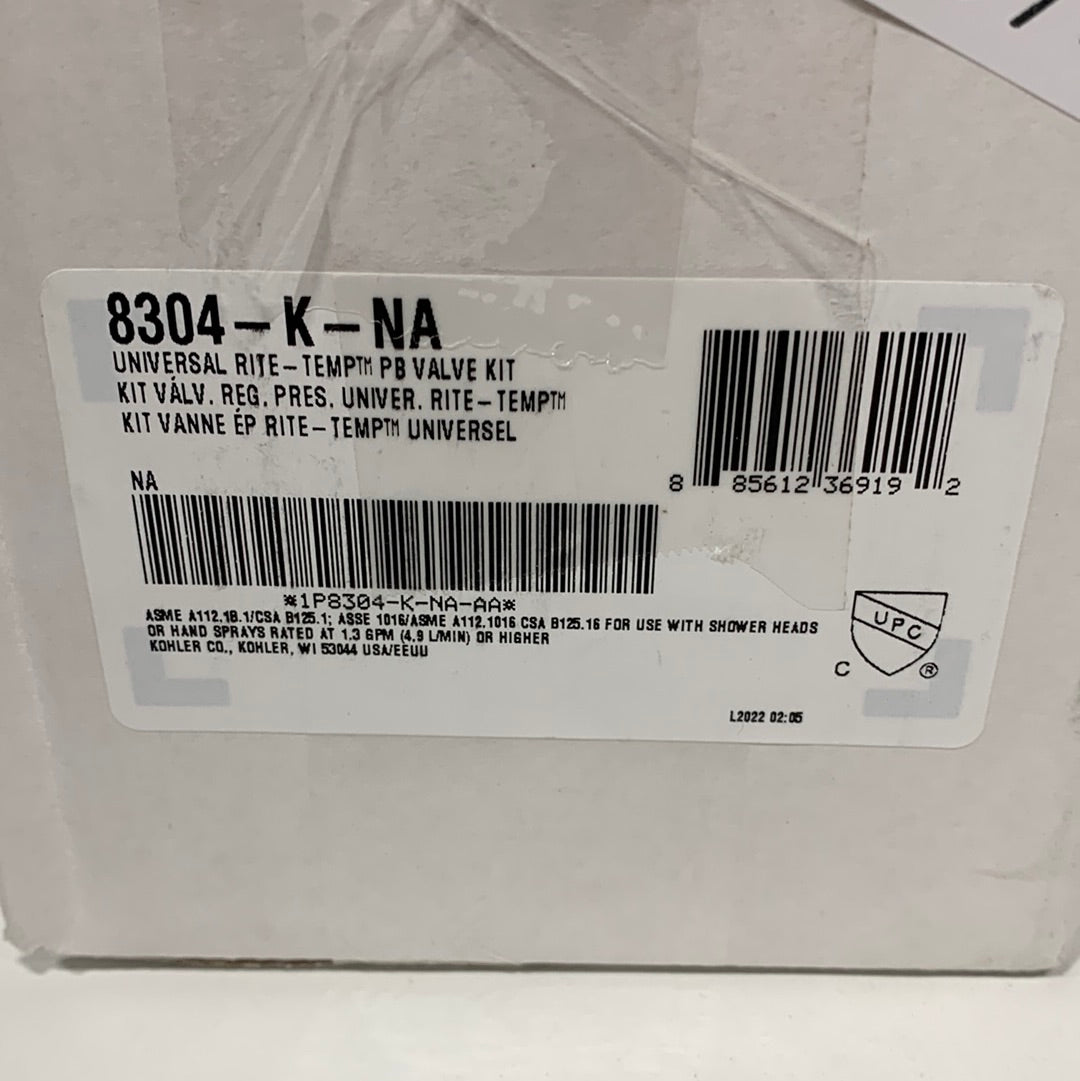 8304-K-NA
UNIVERSAL RITE-TEMP™ PB VALVE KIT
KIT VÁLV. REG. PRES. UNIVER. RITE-TEMP™
KIT VANNE ÉP RITE-TEMP™ UNIVERSEL
NA
8 85612 36919 2
*1P8304-K-NA-AA*
ASME A112.18.1/CSA B125.1; ASSE 1016/ASME A112.1016 CSA B125.16 FOR USE WITH SHOWER HEADS
OR HAND SPRAYS RATED AT 1.3 GPM (4.9 L/MIN) OR HIGHER
KOHLER CO., KOHLER, WI 53044 USA/EEUU
C UPC ®
L2022 02:05